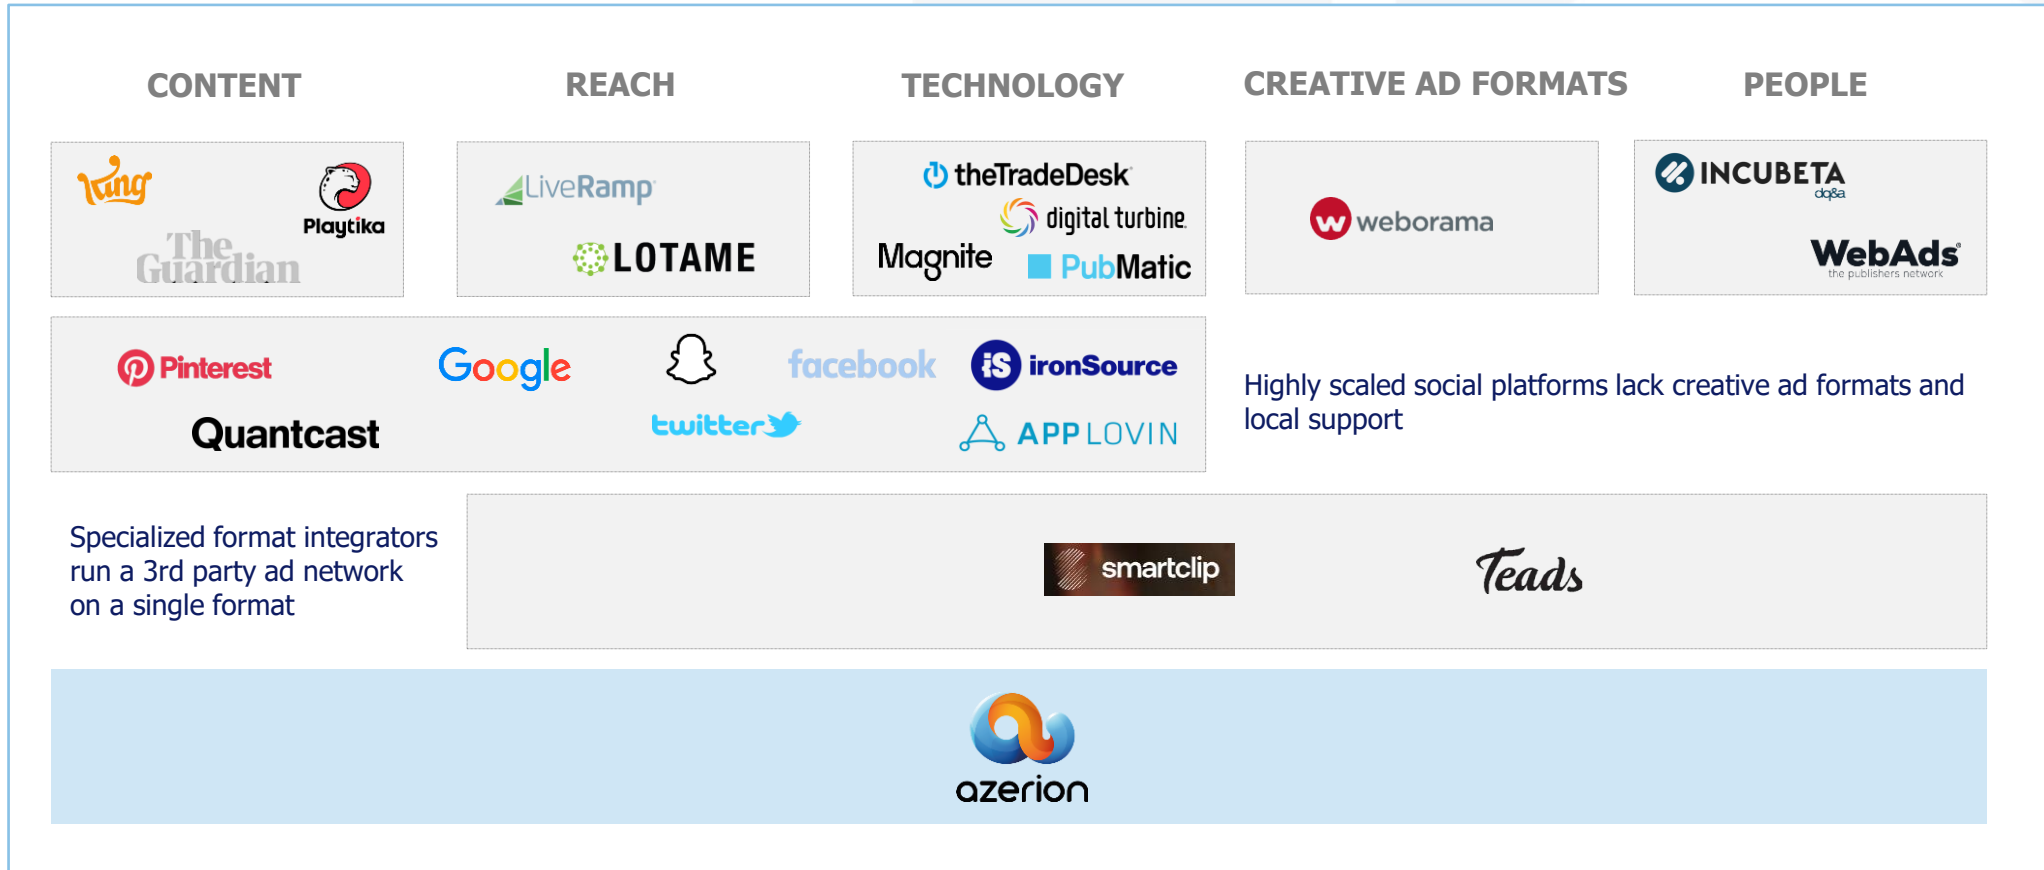 CONTENT
REACH
TECHNOLOGY
CREATIVE AD FORMATS
PEOPLE
King
Playtika
The
Guardian
LiveRamp
LOTAME
theTradeDesk
digital turbine
Magnite
PubMatic
weborama
INCUBETA
dq&a
WebAds
the publishers network
Pinterest
Google
facebook
iS ironSource
Quantcast
twitter
APPLOVIN
Highly scaled social platforms lack creative ad formats and
local support
Specialized format integrators
run a 3rd party ad network
on a single format
smartclip
Teads
azerion